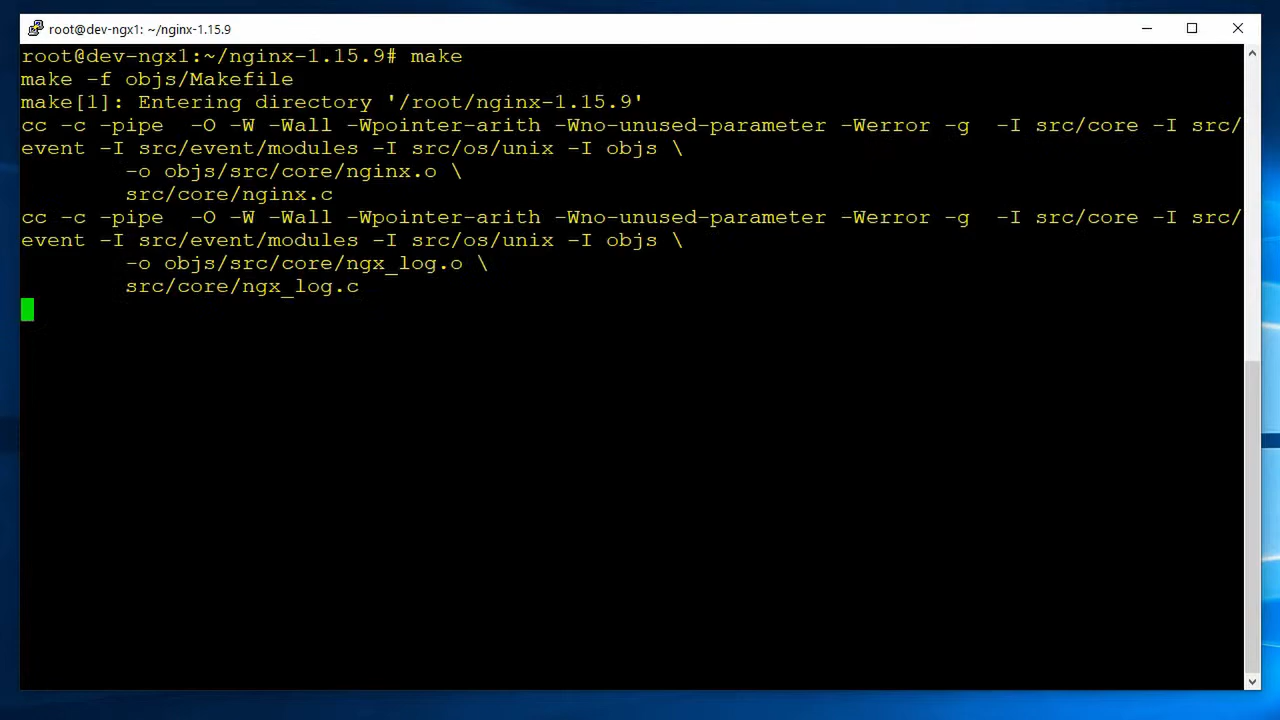 root@dev-ngx1: ~/nginx-1.15.9
root@dev-ngx1:~/nginx-1.15.9# make
make -f objs/Makefile
make[1]: Entering directory '/root/nginx-1.15.9'
cc -c -pipe  -O -W -Wall -Wpointer-arith -Wno-unused-parameter -Werror -g  -I src/core -I src/
event -I src/event/modules -I src/os/unix -I objs \
        -o objs/src/core/nginx.o \
        src/core/nginx.c
cc -c -pipe  -O -W -Wall -Wpointer-arith -Wno-unused-parameter -Werror -g  -I src/core -I src/
event -I src/event/modules -I src/os/unix -I objs \
        -o objs/src/core/ngx_log.o \
        src/core/ngx_log.c